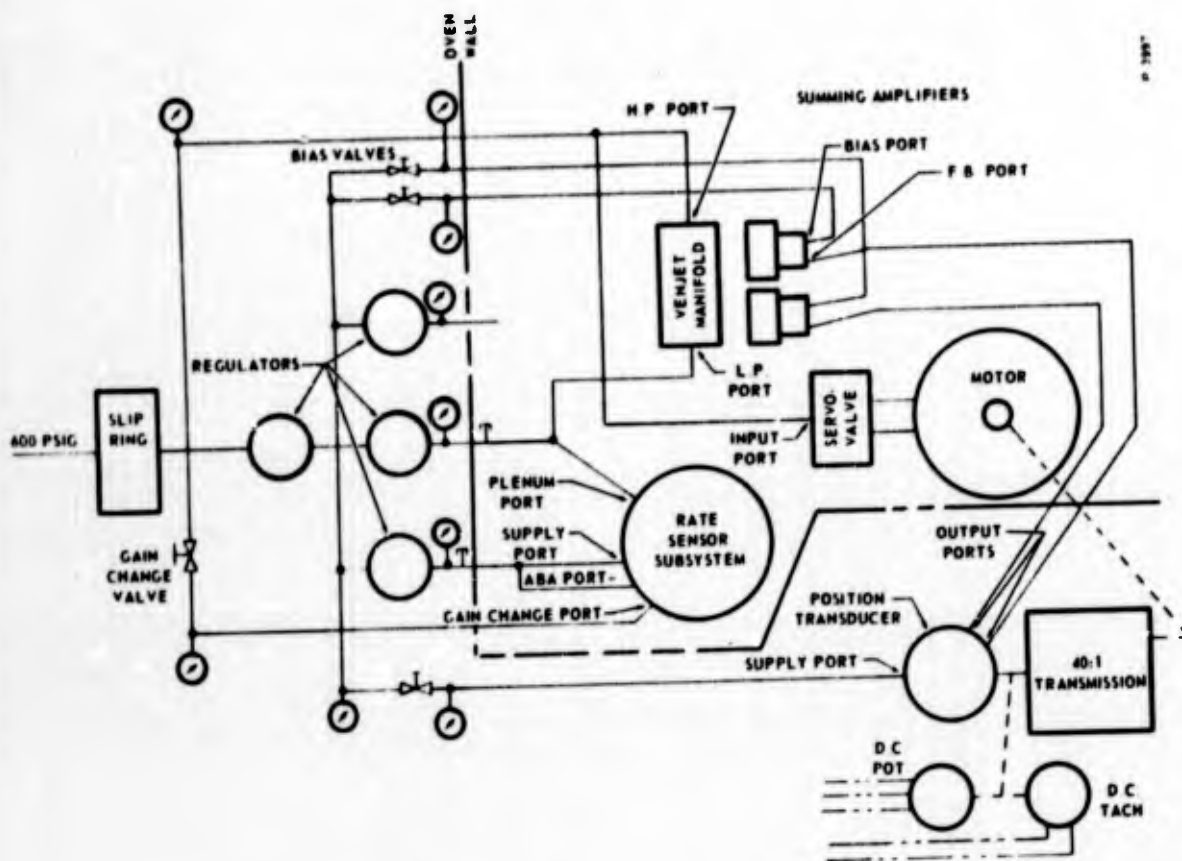 OVEN
WALL
H P PORT
SUMMING AMPLIFIERS
BIAS VALVES
BIAS PORT
F B PORT
VENJET
MANIFOLD
REGULATORS
L P
PORT
MOTOR
SERVO-
VALVE
SLIP
RING
600 PSIG
INPUT
PORT
PLENUM
PORT
RATE
SENSOR
SUBSYSTEM
SUPPLY
PORT
OUTPUT
PORTS
GAIN
CHANGE
VALVE
ABA PORT-
GAIN CHANGE PORT
POSITION
TRANSDUCER
SUPPLY PORT
40:1
TRANSMISSION
D C
POT
D C
TACH